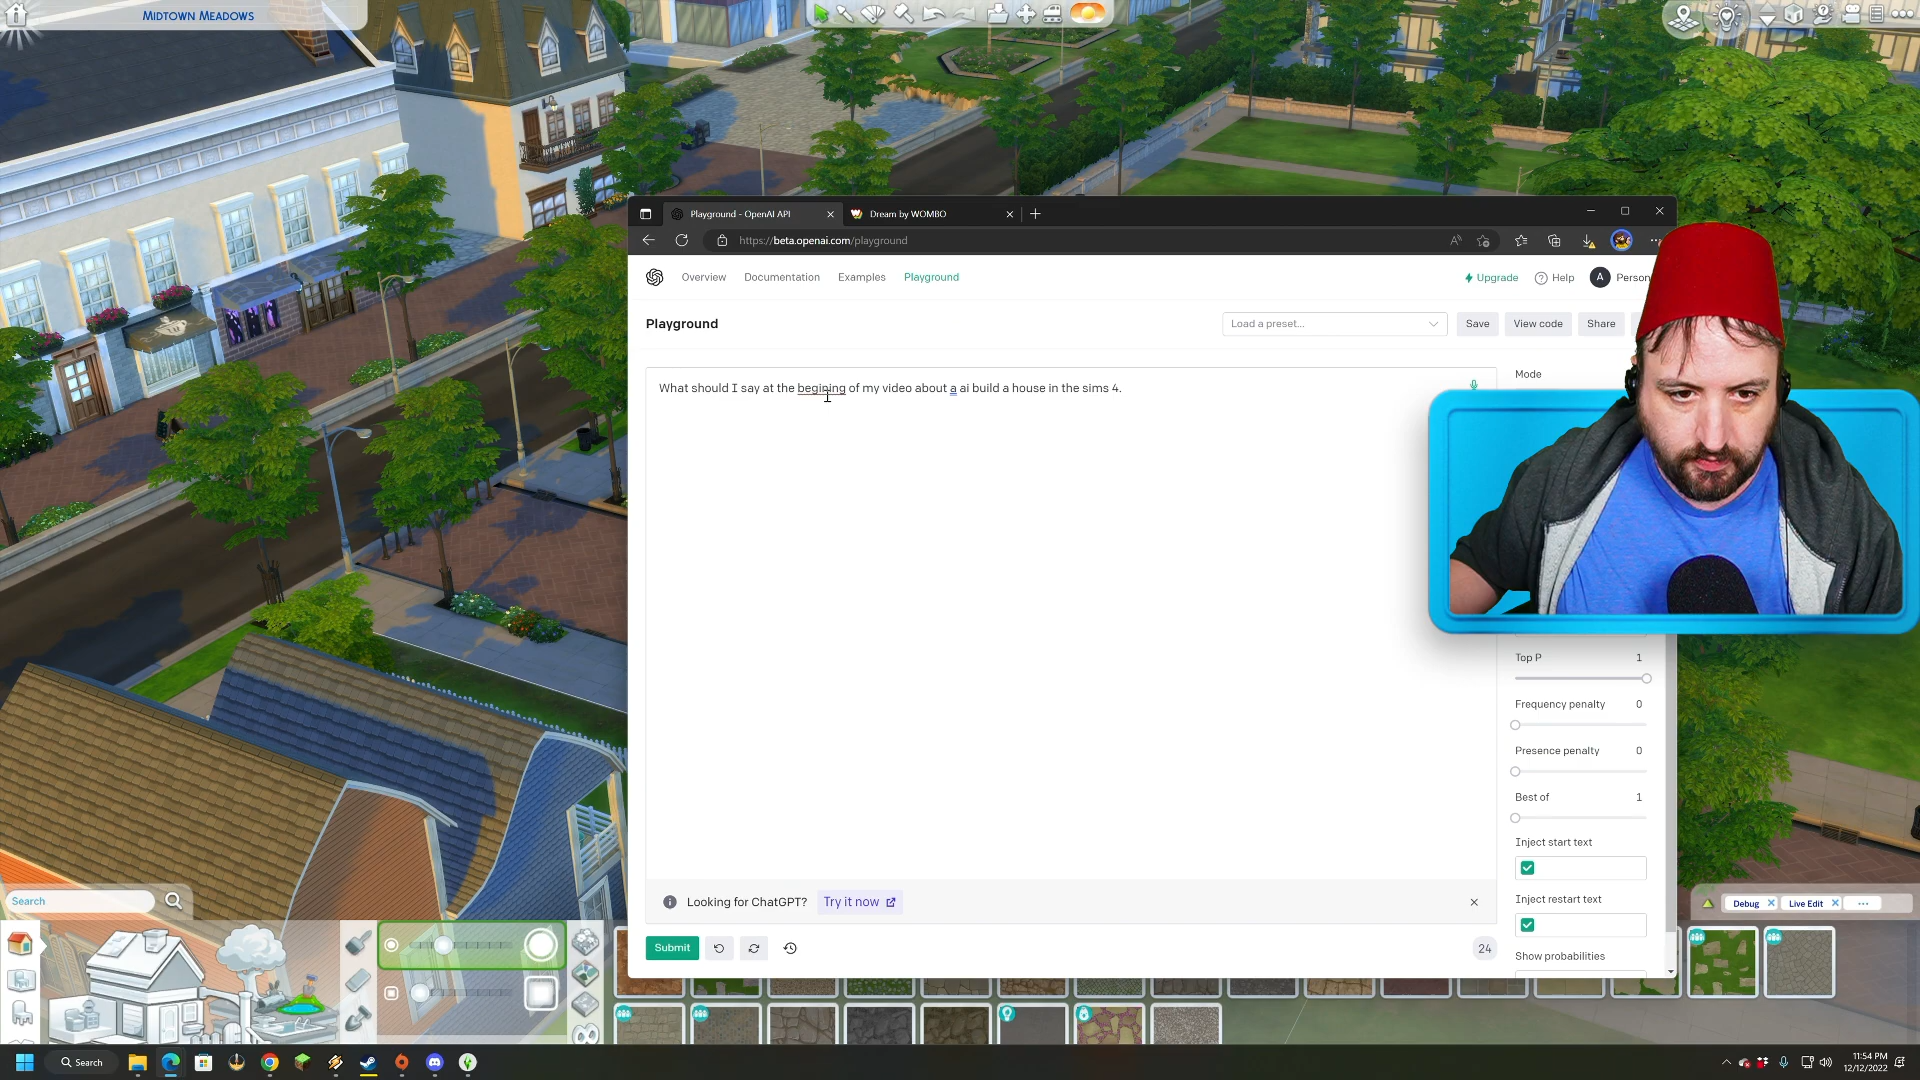 Midtown Meadows
Playground - OpenAI API
Dream by WOMBO
https://beta.openai.com/playground
Overview
Documentation
Examples
Playground
Upgrade
Help
A
Person
Playground
Load a preset...
Save
View code
Share
What should I say at the begining of my video about a ai build a house in the sims 4.
Mode
Top P
1
Frequency penalty
0
Presence penalty
0
Best of
1
Inject start text
Inject restart text
Show probabilities
Looking for ChatGPT?
Try it now
Submit
24
Search
Debug
Live Edit
Search
11:54 PM
12/12/2022